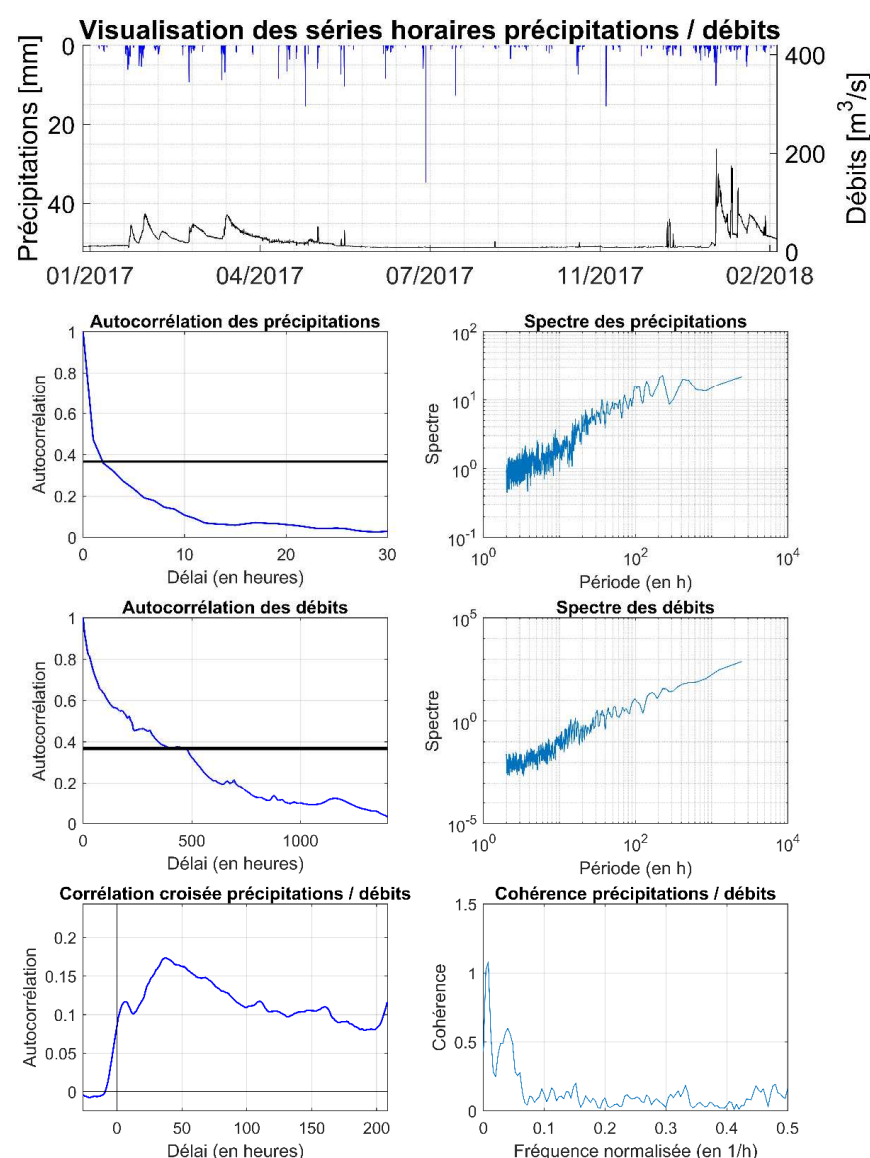 Visualisation des séries horaires précipitations / débits
Précipitations [mm]
0
20
40
400
200
0
Débits [m³/s]
01/2017 04/2017 07/2017 11/2017 02/2018
Autocorrélation des précipitations
Autocorrélation
1
0.8
0.6
0.4
0.2
0
0 10 20 30
Délai (en heures)
Spectre des précipitations
Spectre
10²
10¹
10⁰
10⁻¹
10⁰ 10² 10⁴
Période (en h)
Autocorrélation des débits
Autocorrélation
1
0.8
0.6
0.4
0.2
0
0 500 1000
Délai (en heures)
Spectre des débits
Spectre
10⁵
10⁰
10⁻⁵
10⁰ 10² 10⁴
Période (en h)
Corrélation croisée précipitations / débits
Autocorrélation
0.2
0.15
0.1
0.05
0
0 50 100 150 200
Délai (en heures)
Cohérence précipitations / débits
Cohérence
1.5
1
0.5
0
0 0.1 0.2 0.3 0.4 0.5
Fréquence normalisée (en 1/h)